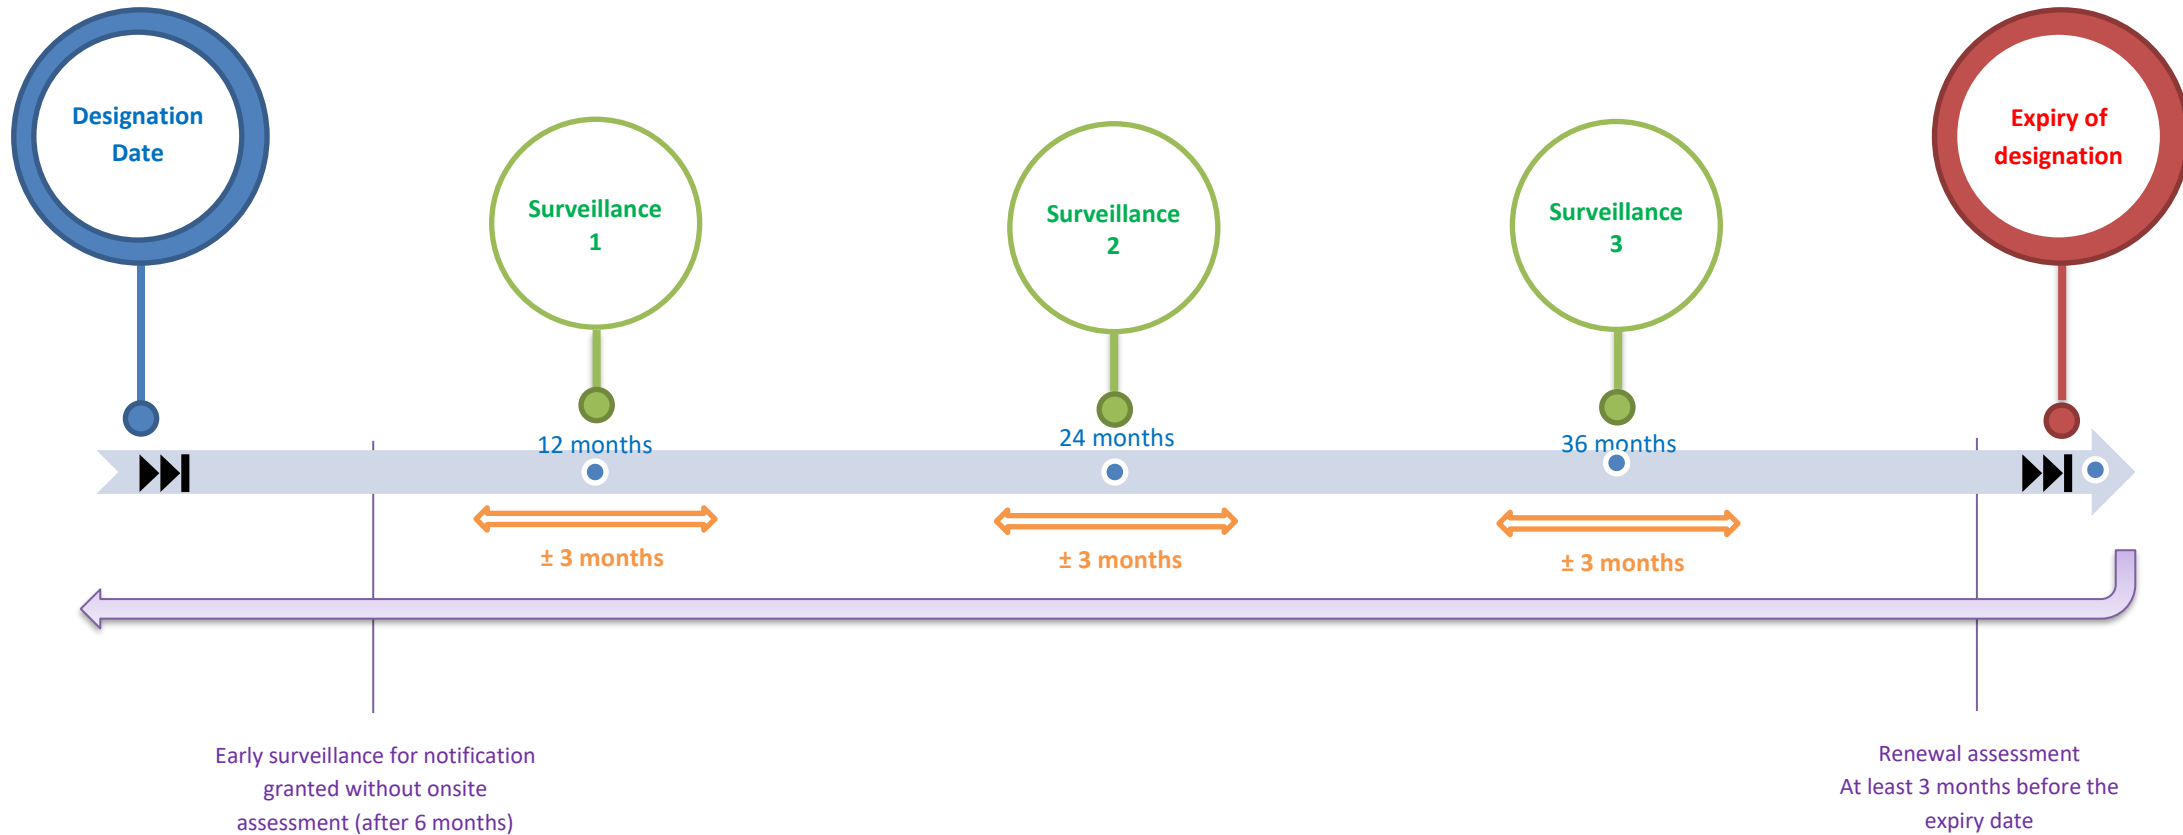 Designation
Date
Surveillance
1
Surveillance
2
Surveillance
3
Expiry of
designation
12 months
24 months
36 months
± 3 months
± 3 months
± 3 months
Early surveillance for notification
granted without onsite
assessment (after 6 months)
Renewal assessment
At least 3 months before the
expiry date